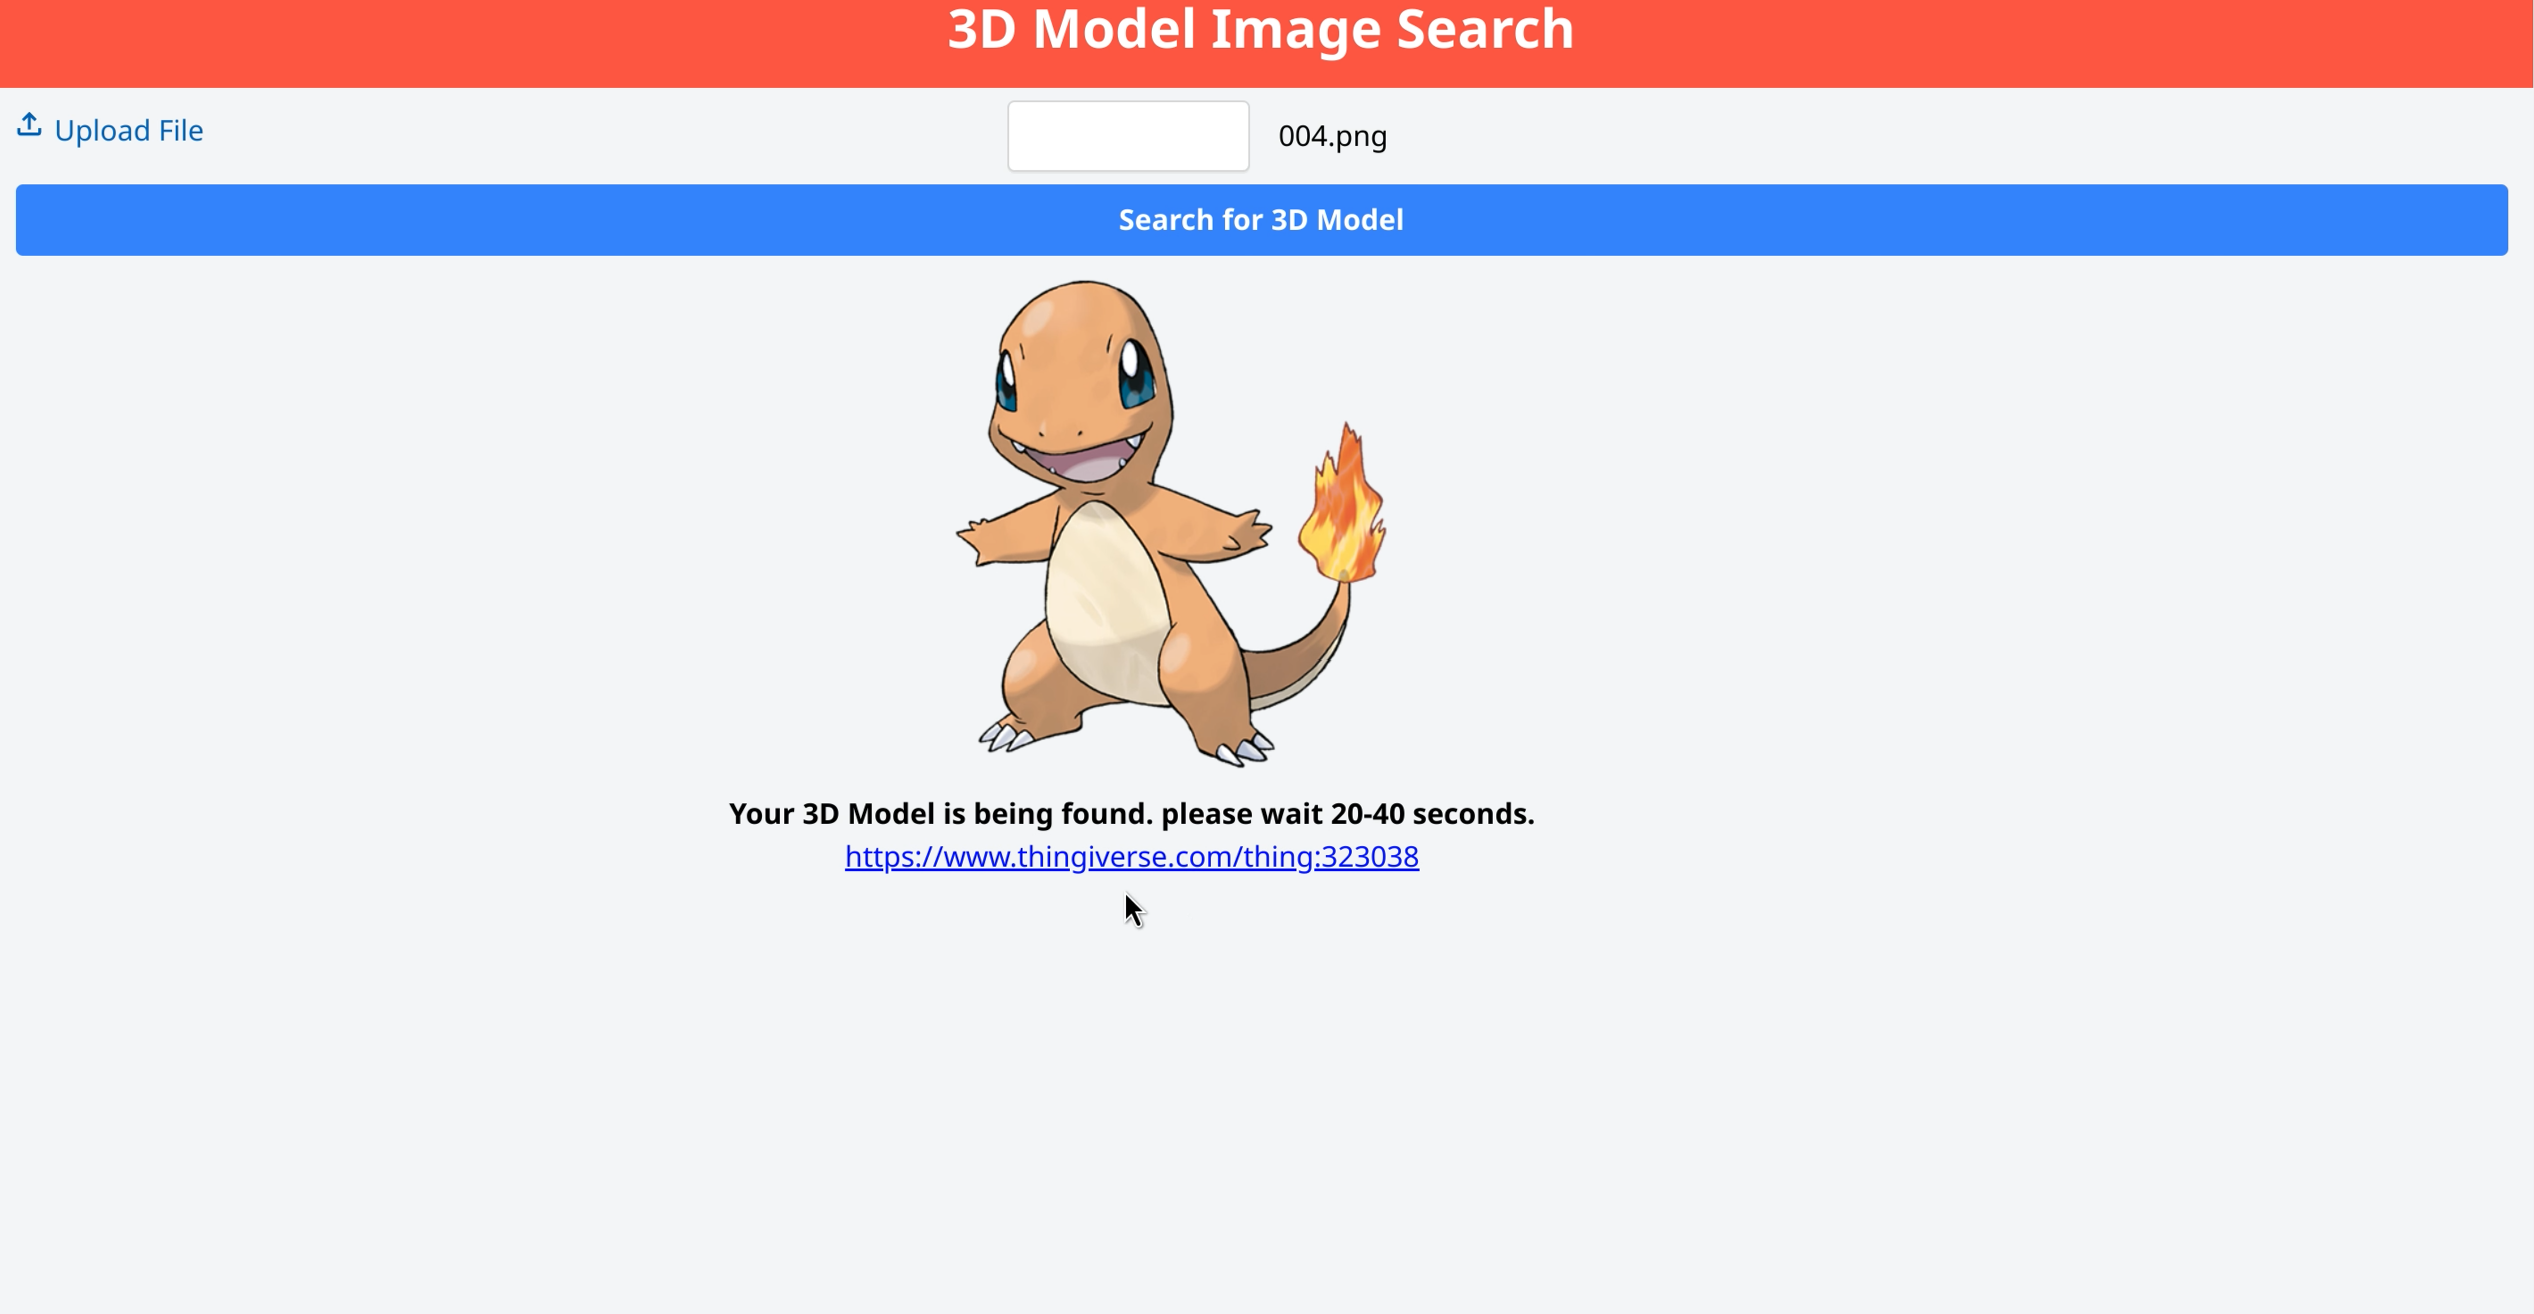 3D Model Image Search
Upload File
004.png
Search for 3D Model
Your 3D Model is being found. please wait 20-40 seconds.
https://www.thingiverse.com/thing:323038